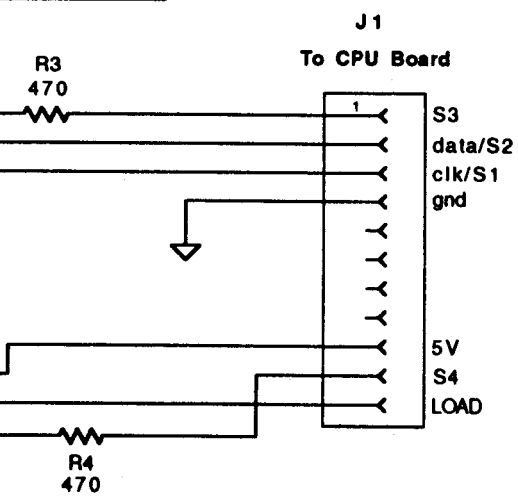 J1
To CPU Board
R3
470
1
S3
data/S2
clk/S1
gnd
5V
S4
LOAD
R4
470